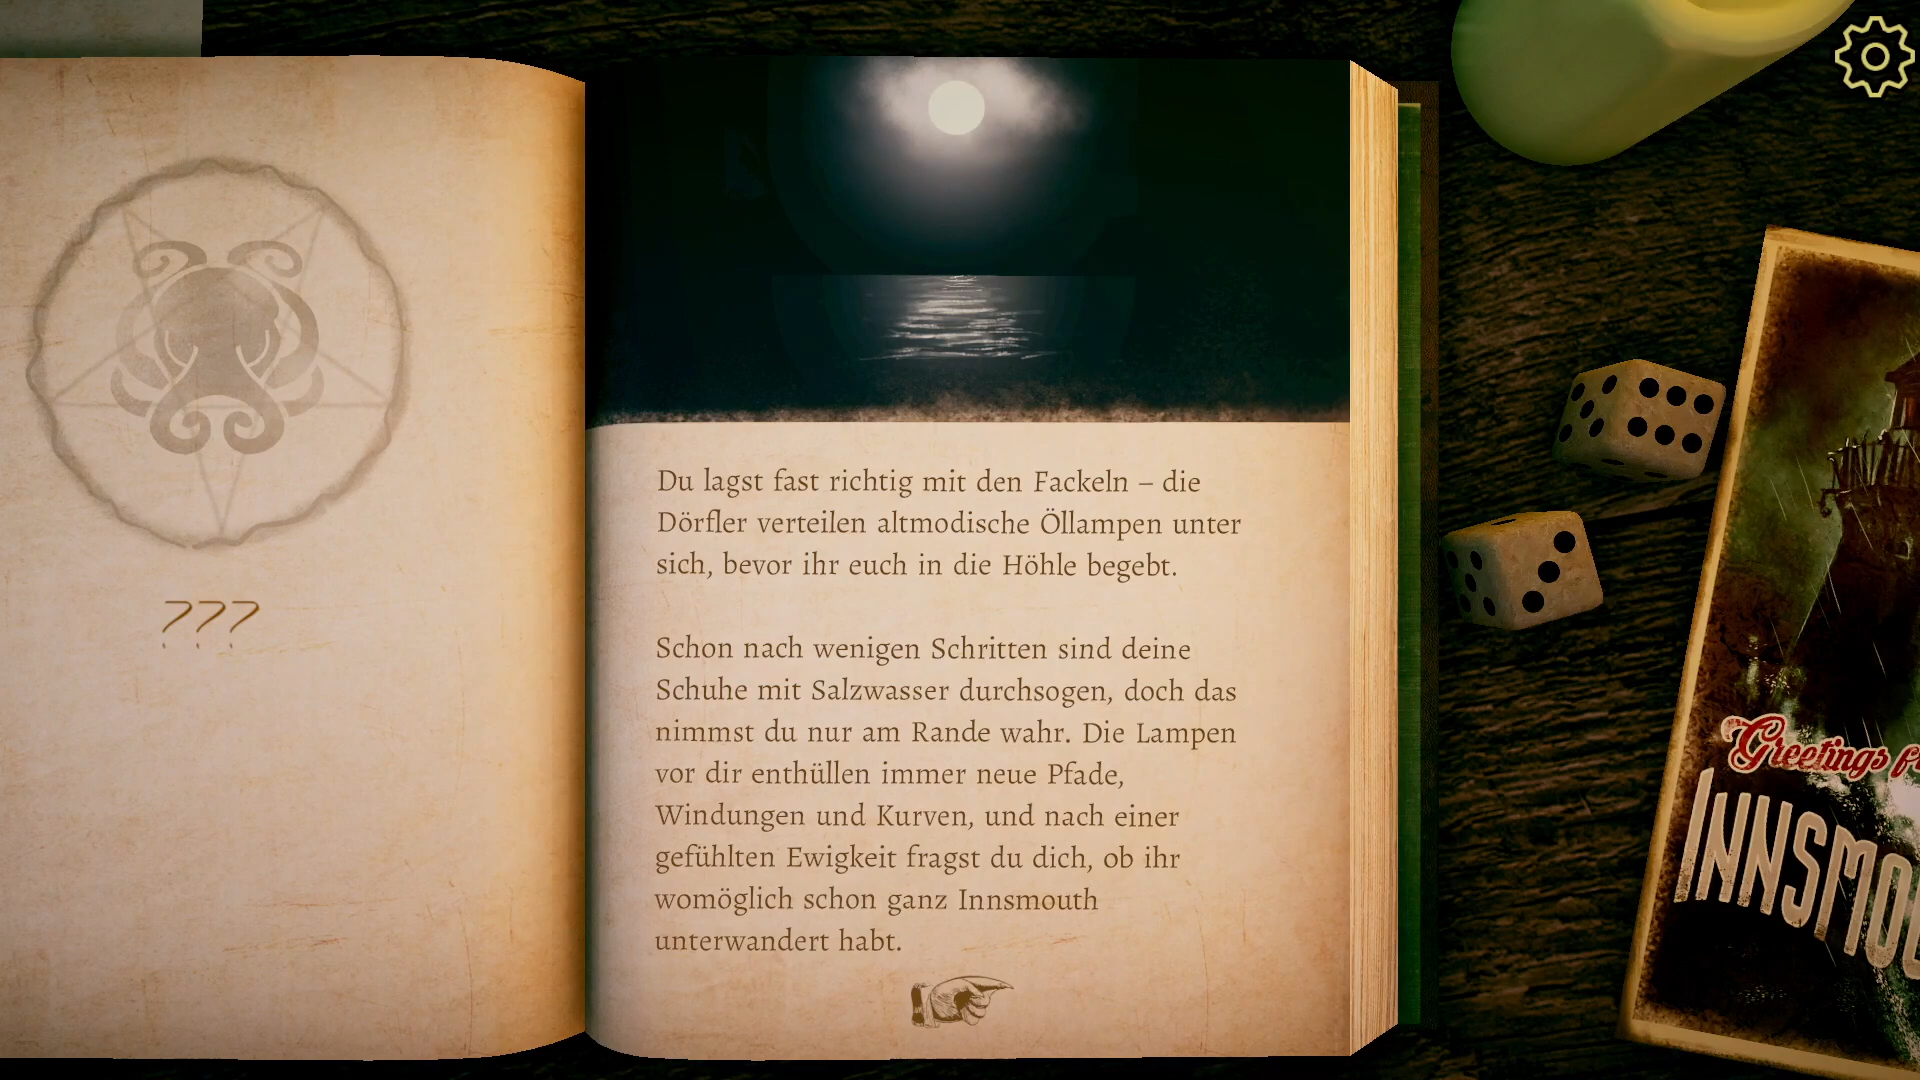 ???
Du lagst fast richtig mit den Fackeln – die
Dörfler verteilen altmodische Öllampen unter
sich, bevor ihr euch in die Höhle begebt.
Schon nach wenigen Schritten sind deine
Schuhe mit Salzwasser durchsogen, doch das
nimmst du nur am Rande wahr. Die Lampen
vor dir enthüllen immer neue Pfade,
Windungen und Kurven, und nach einer
gefühlten Ewigkeit fragst du dich, ob ihr
womöglich schon ganz Innsmouth
unterwandert habt.
Greetings